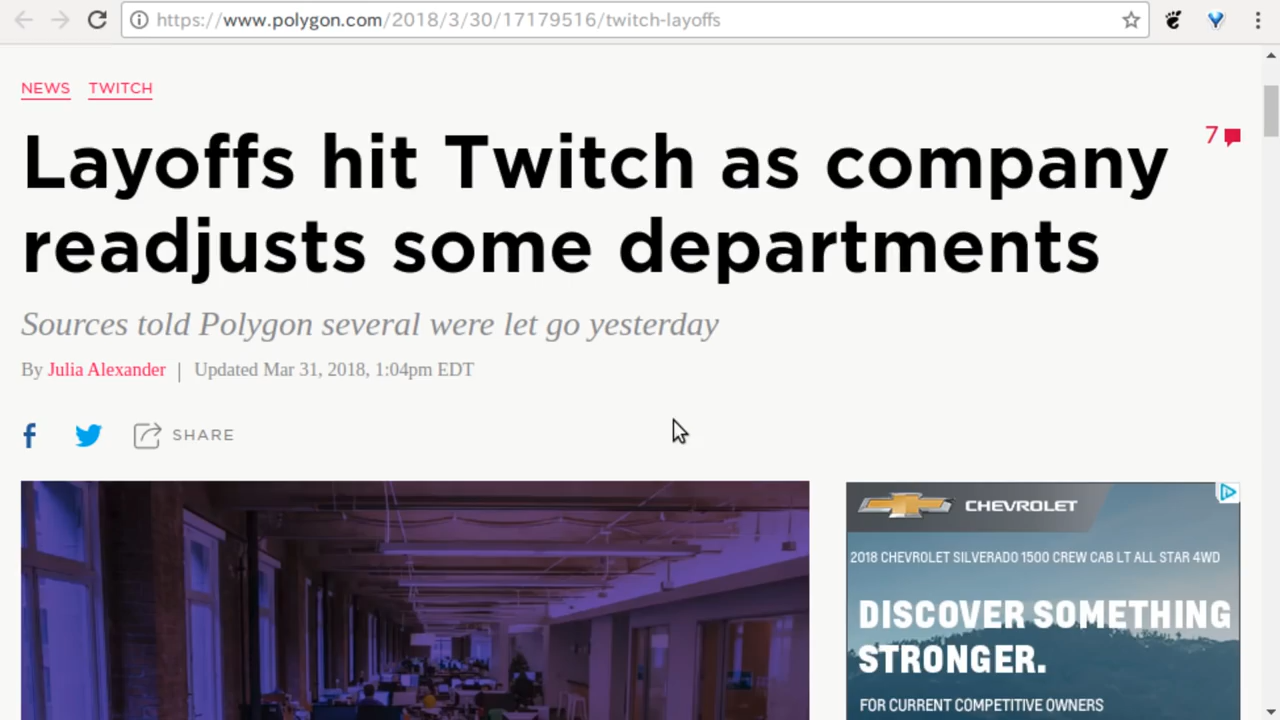 https://www.polygon.com/2018/3/30/17179516/twitch-layoffs
NEWS TWITCH
Layoffs hit Twitch as company
readjusts some departments
7
Sources told Polygon several were let go yesterday
By Julia Alexander | Updated Mar 31, 2018, 1:04pm EDT
SHARE
CHEVROLET
2018 CHEVROLET SILVERADO 1500 CREW CAB LT ALL STAR 4WD
DISCOVER SOMETHING
STRONGER.
FOR CURRENT COMPETITIVE OWNERS